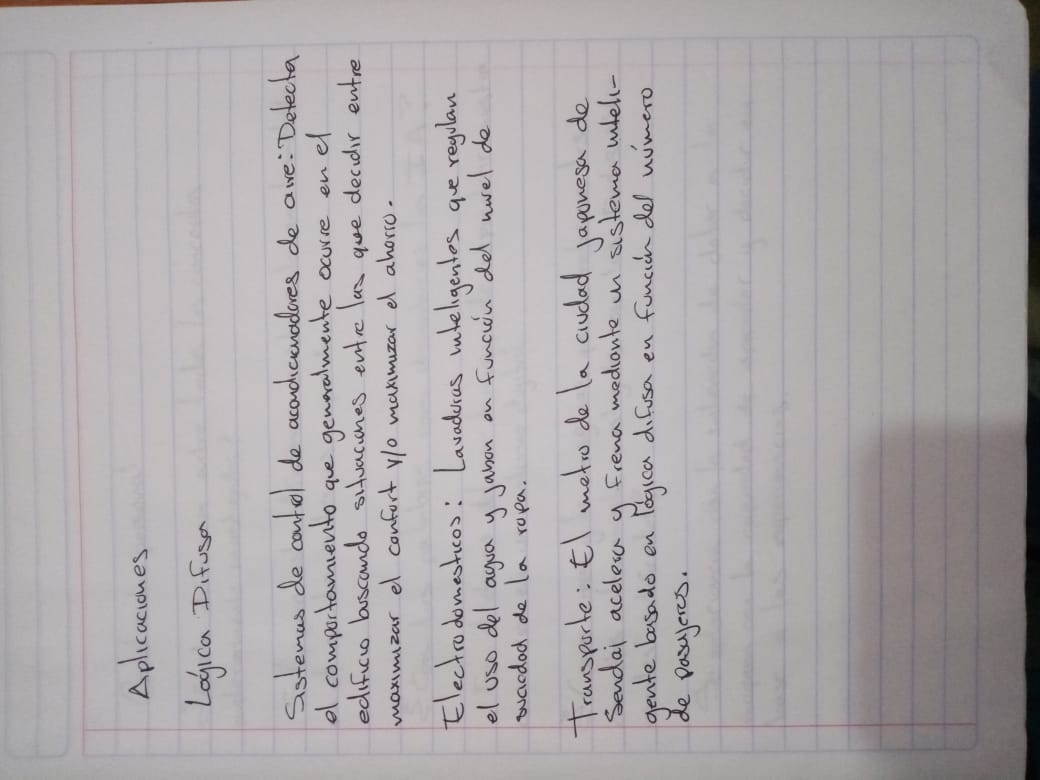 Aplicaciones
Lógica Difusa
Sistemas de control de acondicionadores de aire: Detecta
el comportamiento que generalmente ocurre en el
edificio buscando situaciones entre las que decidir entre
maximizar el confort y/o maximizar el ahorro.
Electrodomesticos: Lavadoras inteligentes que regulan
el uso del agua y jabon en función del nivel de
suciedad de la ropa.
Transporte: El metro de la ciudad japonesa de
Sendai acelera y frena mediante un sistema inteli-
gente basado en lógica difusa en función del número
de pasajeros.